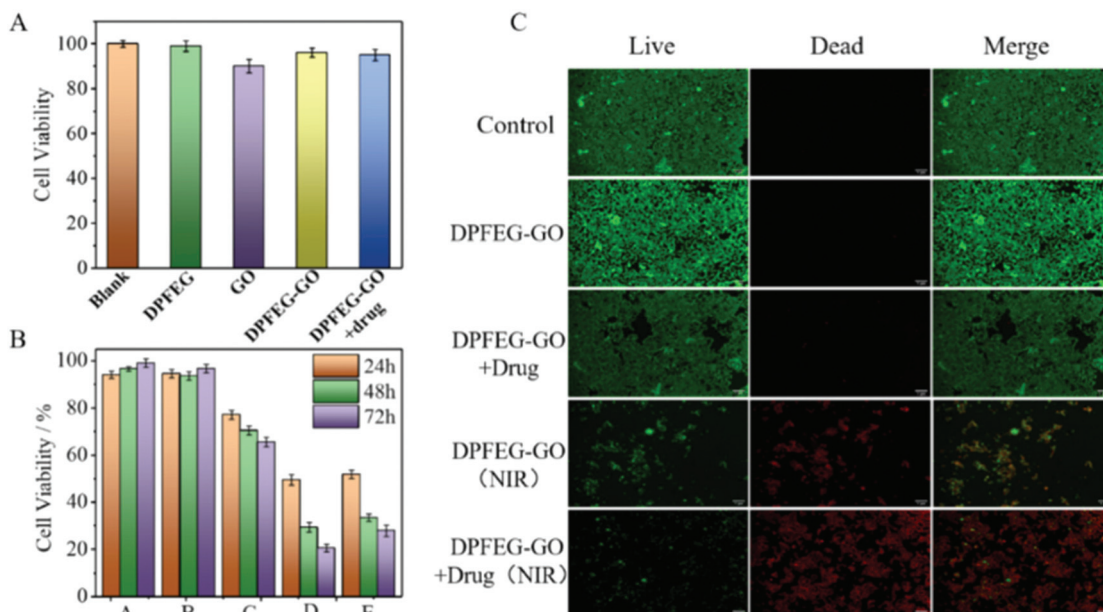 A
Cell Viability
100
80
60
40
20
0
Blank
DPFEG
GO
DPFEG-GO
DPFEG-GO
+drug
B
Cell Viability / %
100
80
60
40
20
0
24h
48h
72h
A
B
C
D
E
C
Live
Dead
Merge
Control
DPFEG-GO
DPFEG-GO
+Drug
DPFEG-GO
（NIR）
DPFEG-GO
+Drug（NIR）